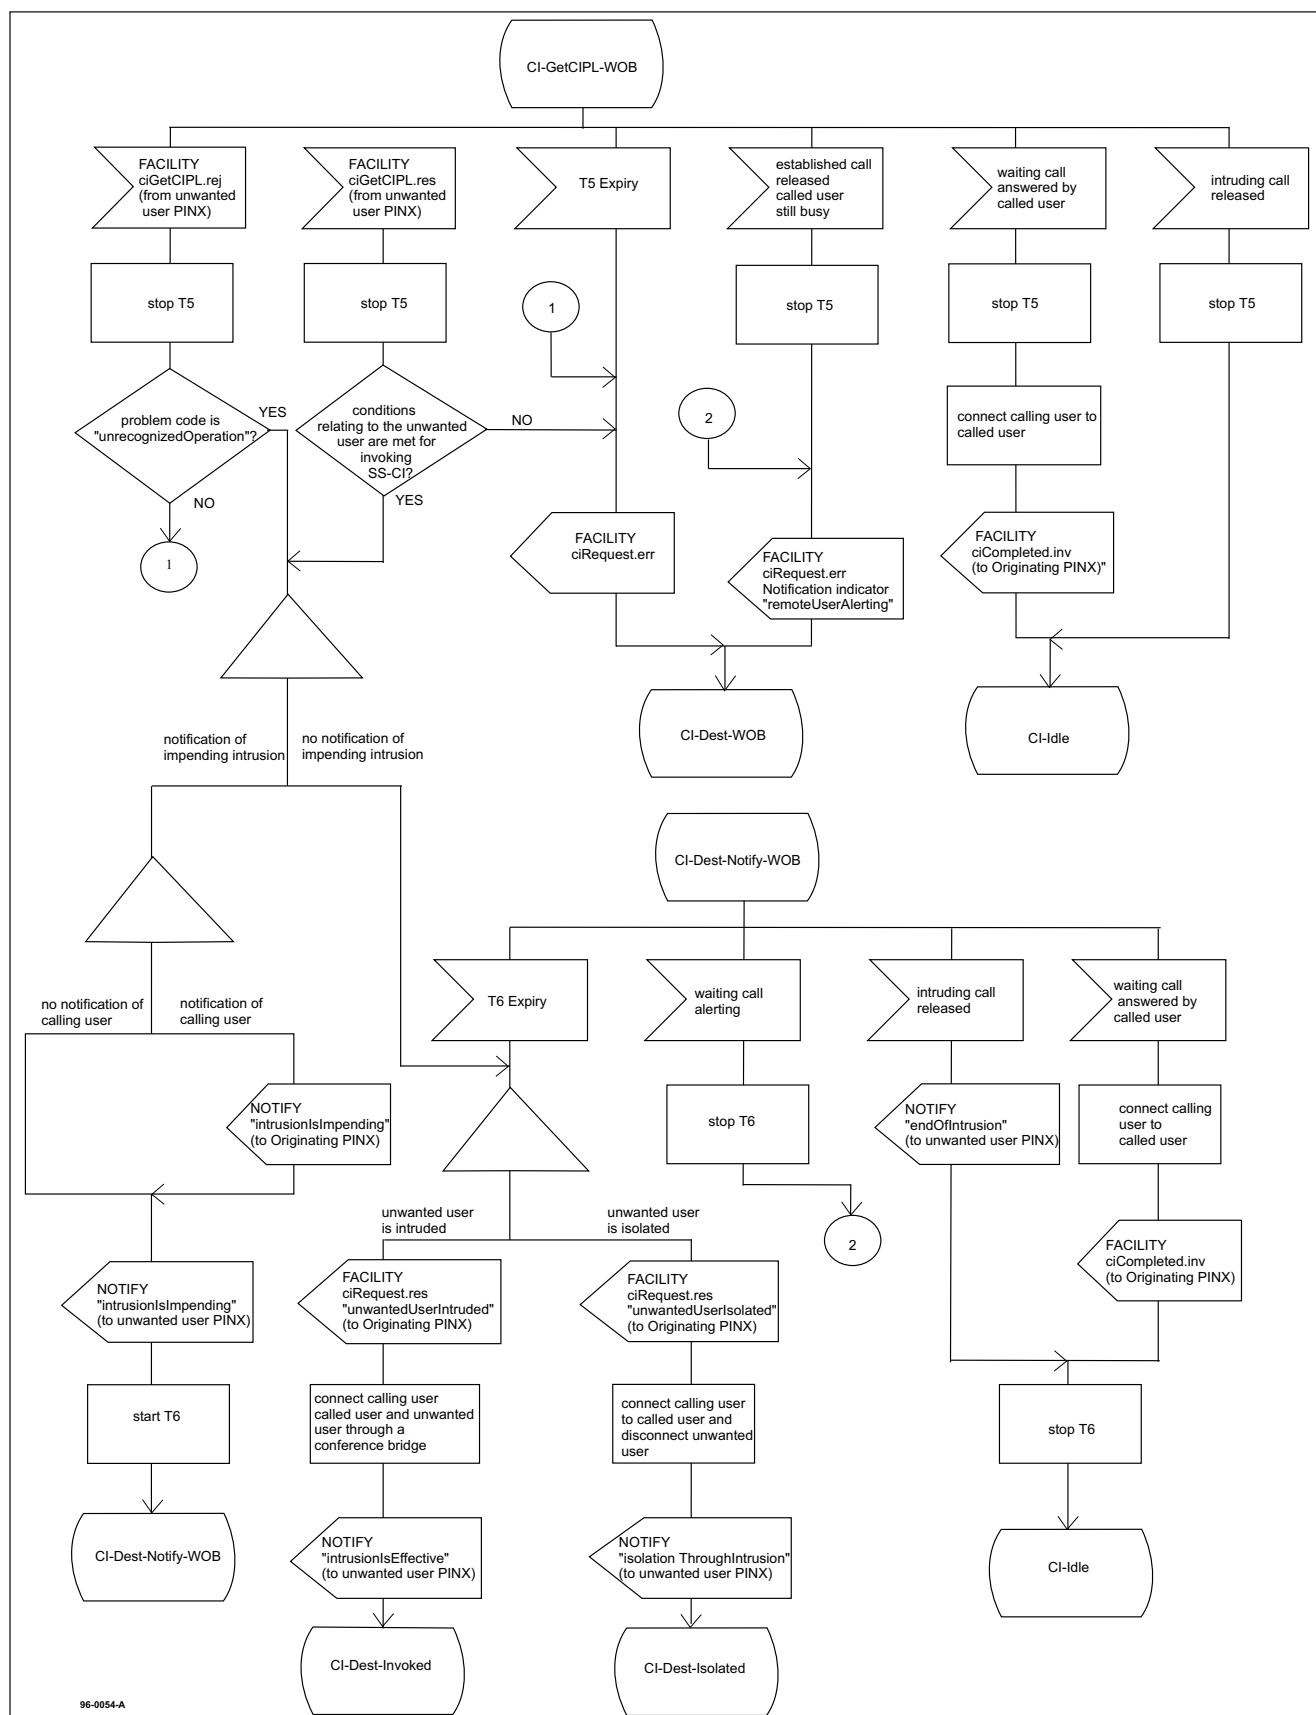 CI-GetCIPL-WOB
FACILITY
ciGetCIPL.rej
(from unwanted
user PINX)
FACILITY
ciGetCIPL.res
(from unwanted
user PINX)
T5 Expiry
established call
released
called user
still busy
waiting call
answered by
called user
intruding call
released
stop T5
stop T5
stop T5
stop T5
stop T5
1
problem code is
"unrecognizedOperation"?
YES
NO
1
conditions
relating to the unwanted
user are met for
invoking
SS-CI?
NO
YES
2
connect calling user to
called user
FACILITY
ciRequest.err
FACILITY
ciRequest.err
Notification indicator
"remoteUserAlerting"
FACILITY
ciCompleted.inv
(to Originating PINX)"
CI-Dest-WOB
CI-Idle
notification of
impending intrusion
no notification of
impending intrusion
CI-Dest-Notify-WOB
no notification of
calling user
notification of
calling user
T6 Expiry
waiting call
alerting
intruding call
released
waiting call
answered by
called user
NOTIFY
"intrusionIsImpending"
(to Originating PINX)
stop T6
NOTIFY
"endOfIntrusion"
(to unwanted user PINX)
connect calling
user to
called user
unwanted user
is intruded
unwanted user
is isolated
2
FACILITY
ciCompleted.inv
(to Originating PINX)
NOTIFY
"intrusionIsImpending"
(to unwanted user PINX)
FACILITY
ciRequest.res
"unwantedUserIntruded"
(to Originating PINX)
FACILITY
ciRequest.res
"unwantedUserIsolated"
(to Originating PINX)
start T6
connect calling user
called user and unwanted
user through a
conference bridge
connect calling user
to called user and
disconnect unwanted
user
stop T6
CI-Dest-Notify-WOB
NOTIFY
"intrusionIsEffective"
(to unwanted user PINX)
NOTIFY
"isolation ThroughIntrusion"
(to unwanted user PINX)
CI-Idle
CI-Dest-Invoked
CI-Dest-Isolated
96-0054-A